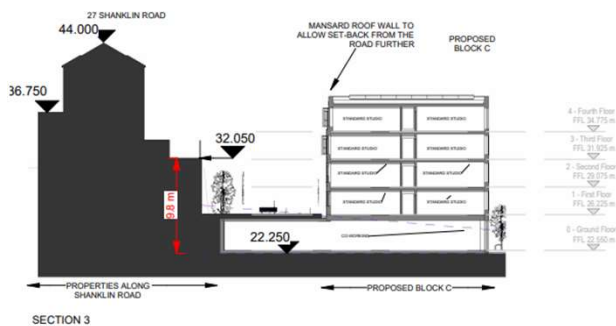 27 SHANKLIN ROAD
44.000
MANSARD ROOF WALL TO
ALLOW SET-BACK FROM THE
ROAD FURTHER
PROPOSED
BLOCK C
36.750
32.050
9.8 m
22.250
STANDARD STUDIO
STANDARD STUDIO
STANDARD STUDIO
STANDARD STUDIO
STANDARD STUDIO
STANDARD STUDIO
STANDARD STUDIO
STANDARD STUDIO
4 - Fourth Floor
FFL 34.775 m
3 - Third Floor
FFL 31.925 m
2 - Second Floor
FFL 29.075 m
1 - First Floor
FFL 26.225 m
0 - Ground Floor
FFL 22.550 m
PROPERTIES ALONG
SHANKLIN ROAD
PROPOSED BLOCK C
SECTION 3